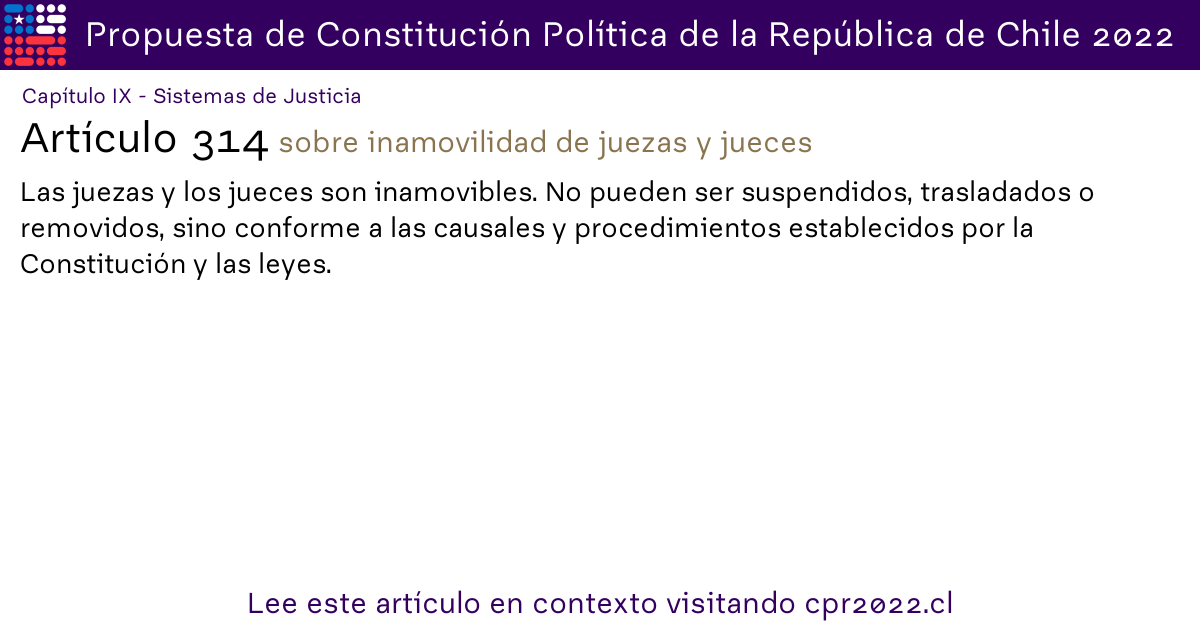 Propuesta de Constitución Política de la República de Chile 2022
Capítulo IX - Sistemas de Justicia
Artículo 314 sobre inamovilidad de juezas y jueces
Las juezas y los jueces son inamovibles. No pueden ser suspendidos, trasladados o
removidos, sino conforme a las causales y procedimientos establecidos por la
Constitución y las leyes.
Lee este artículo en contexto visitando cpr2022.cl